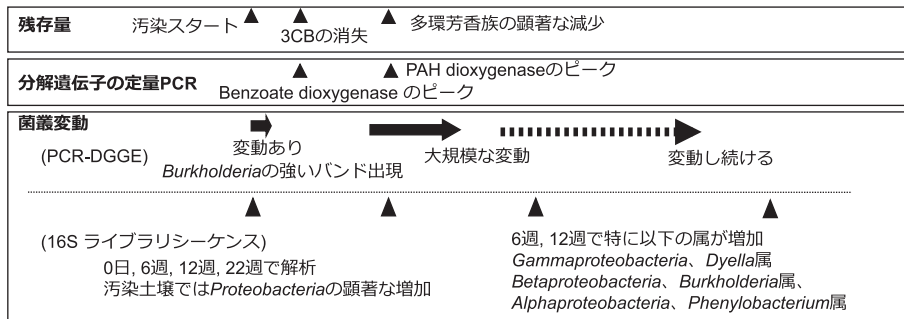 残存量
汚染スタート
3CBの消失
多環芳香族の顕著な減少
分解遺伝子の定量PCR
PAH dioxygenaseのピーク
Benzoate dioxygenase のピーク
菌叢変動
(PCR-DGGE)
変動あり
Burkholderiaの強いバンド出現
大規模な変動
変動し続ける
(16S ライブラリシーケンス)
0日, 6週, 12週, 22週で解析
汚染土壌ではProteobacteriaの顕著な増加
6週, 12週で特に以下の属が増加
Gammaproteobacteria、Dyella属
Betaproteobacteria、Burkholderia属、
Alphaproteobacteria、Phenylobacterium属